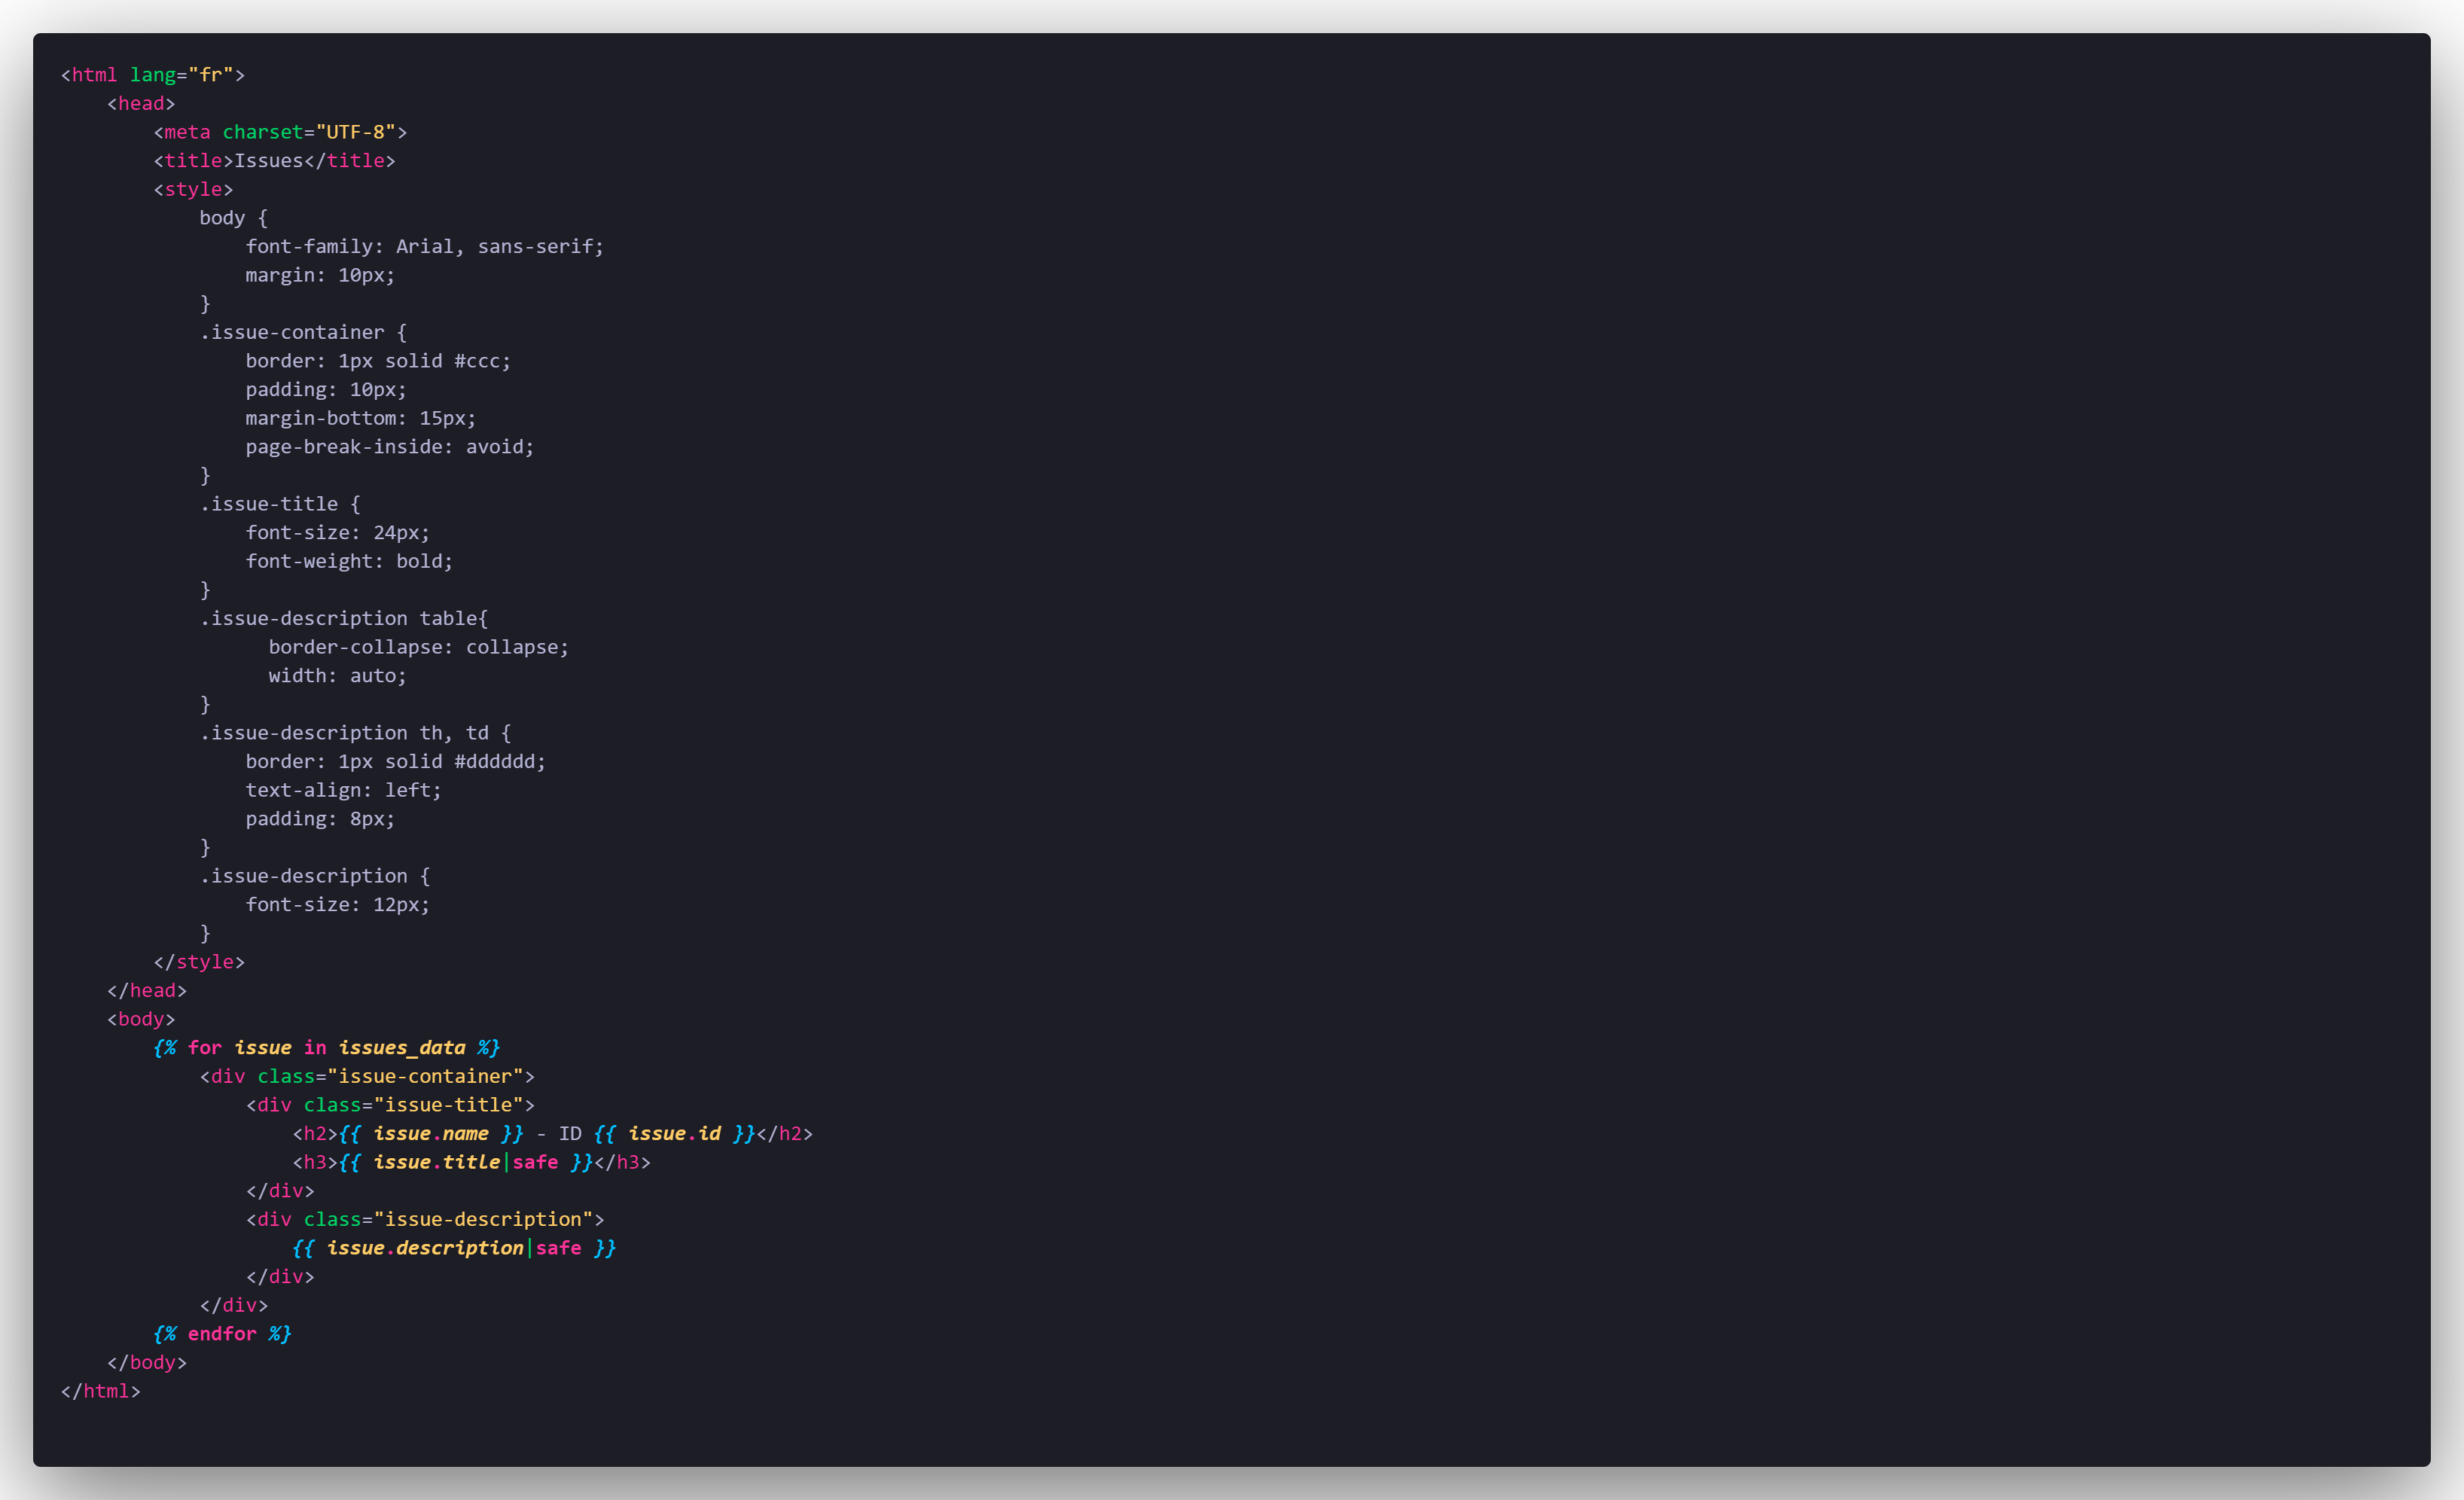 <html lang="fr">
    <head>
        <meta charset="UTF-8">
        <title>Issues</title>
        <style>
            body {
                font-family: Arial, sans-serif;
                margin: 10px;
            }
            .issue-container {
                border: 1px solid #ccc;
                padding: 10px;
                margin-bottom: 15px;
                page-break-inside: avoid;
            }
            .issue-title {
                font-size: 24px;
                font-weight: bold;
            }
            .issue-description table{
                  border-collapse: collapse;
                  width: auto;
            }
            .issue-description th, td {
                border: 1px solid #dddddd;
                text-align: left;
                padding: 8px;
            }
            .issue-description {
                font-size: 12px;
            }
        </style>
    </head>
    <body>
        {% for issue in issues_data %}
            <div class="issue-container">
                <div class="issue-title">
                    <h2>{{ issue.name }} - ID {{ issue.id }}</h2>
                    <h3>{{ issue.title|safe }}</h3>
                </div>
                <div class="issue-description">
                    {{ issue.description|safe }}
                </div>
            </div>
        {% endfor %}
    </body>
</html>